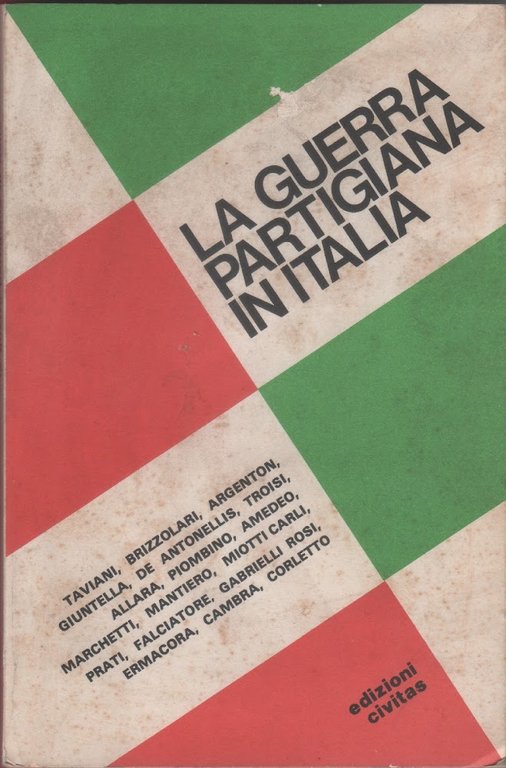 LA GUERRA
PARTIGIANA
IN ITALIA
TAVIANI, BRIZZOLARI, ARGENTON,
GIUNTELLA, DE ANTONELLIS, TROISI,
ALLARA, PIOMBINO, AMEDEO,
MARCHETTI, MANTIERO, MIOTTI CARLI,
PRATI, FALCIATORE, GABRIELLI ROSI,
ERMACORA, CAMBRA, CORLETTO
edizioni
civitas